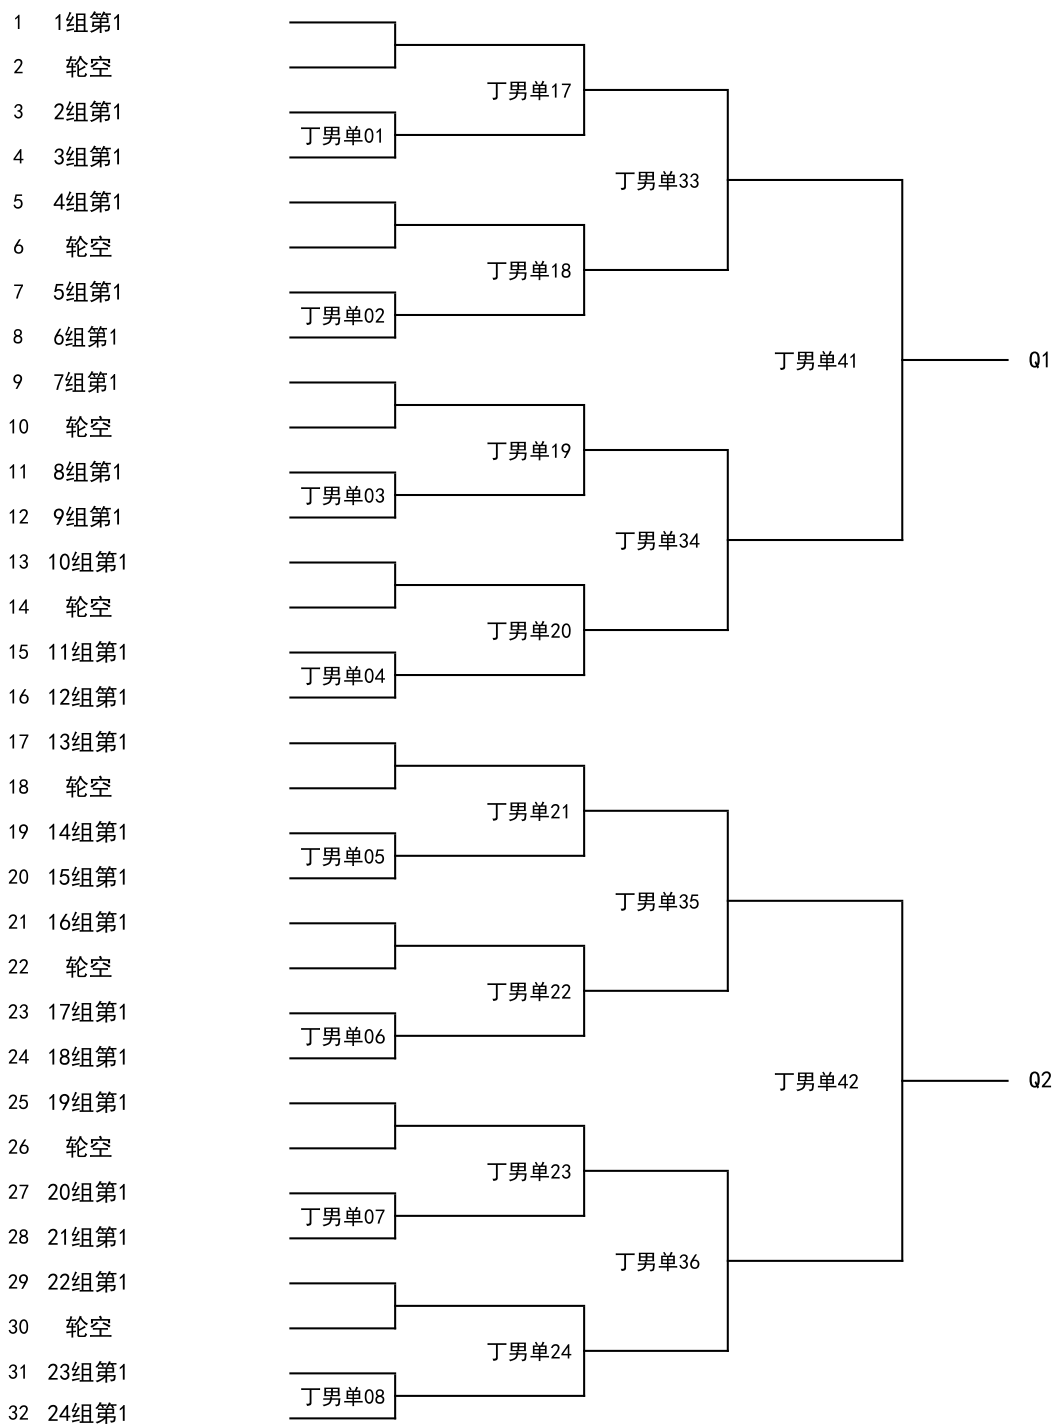 1 1组第1
2 轮空
丁男单17
3 2组第1
丁男单01
4 3组第1
丁男单33
5 4组第1
6 轮空
丁男单18
7 5组第1
丁男单02
8 6组第1
丁男单41 Q1
9 7组第1
10 轮空
丁男单19
11 8组第1
丁男单03
12 9组第1
丁男单34
13 10组第1
14 轮空
丁男单20
15 11组第1
丁男单04
16 12组第1
17 13组第1
18 轮空
丁男单21
19 14组第1
丁男单05
20 15组第1
丁男单35
21 16组第1
22 轮空
丁男单22
23 17组第1
丁男单06
24 18组第1
丁男单42 Q2
25 19组第1
26 轮空
丁男单23
27 20组第1
丁男单07
28 21组第1
丁男单36
29 22组第1
30 轮空
丁男单24
31 23组第1
丁男单08
32 24组第1